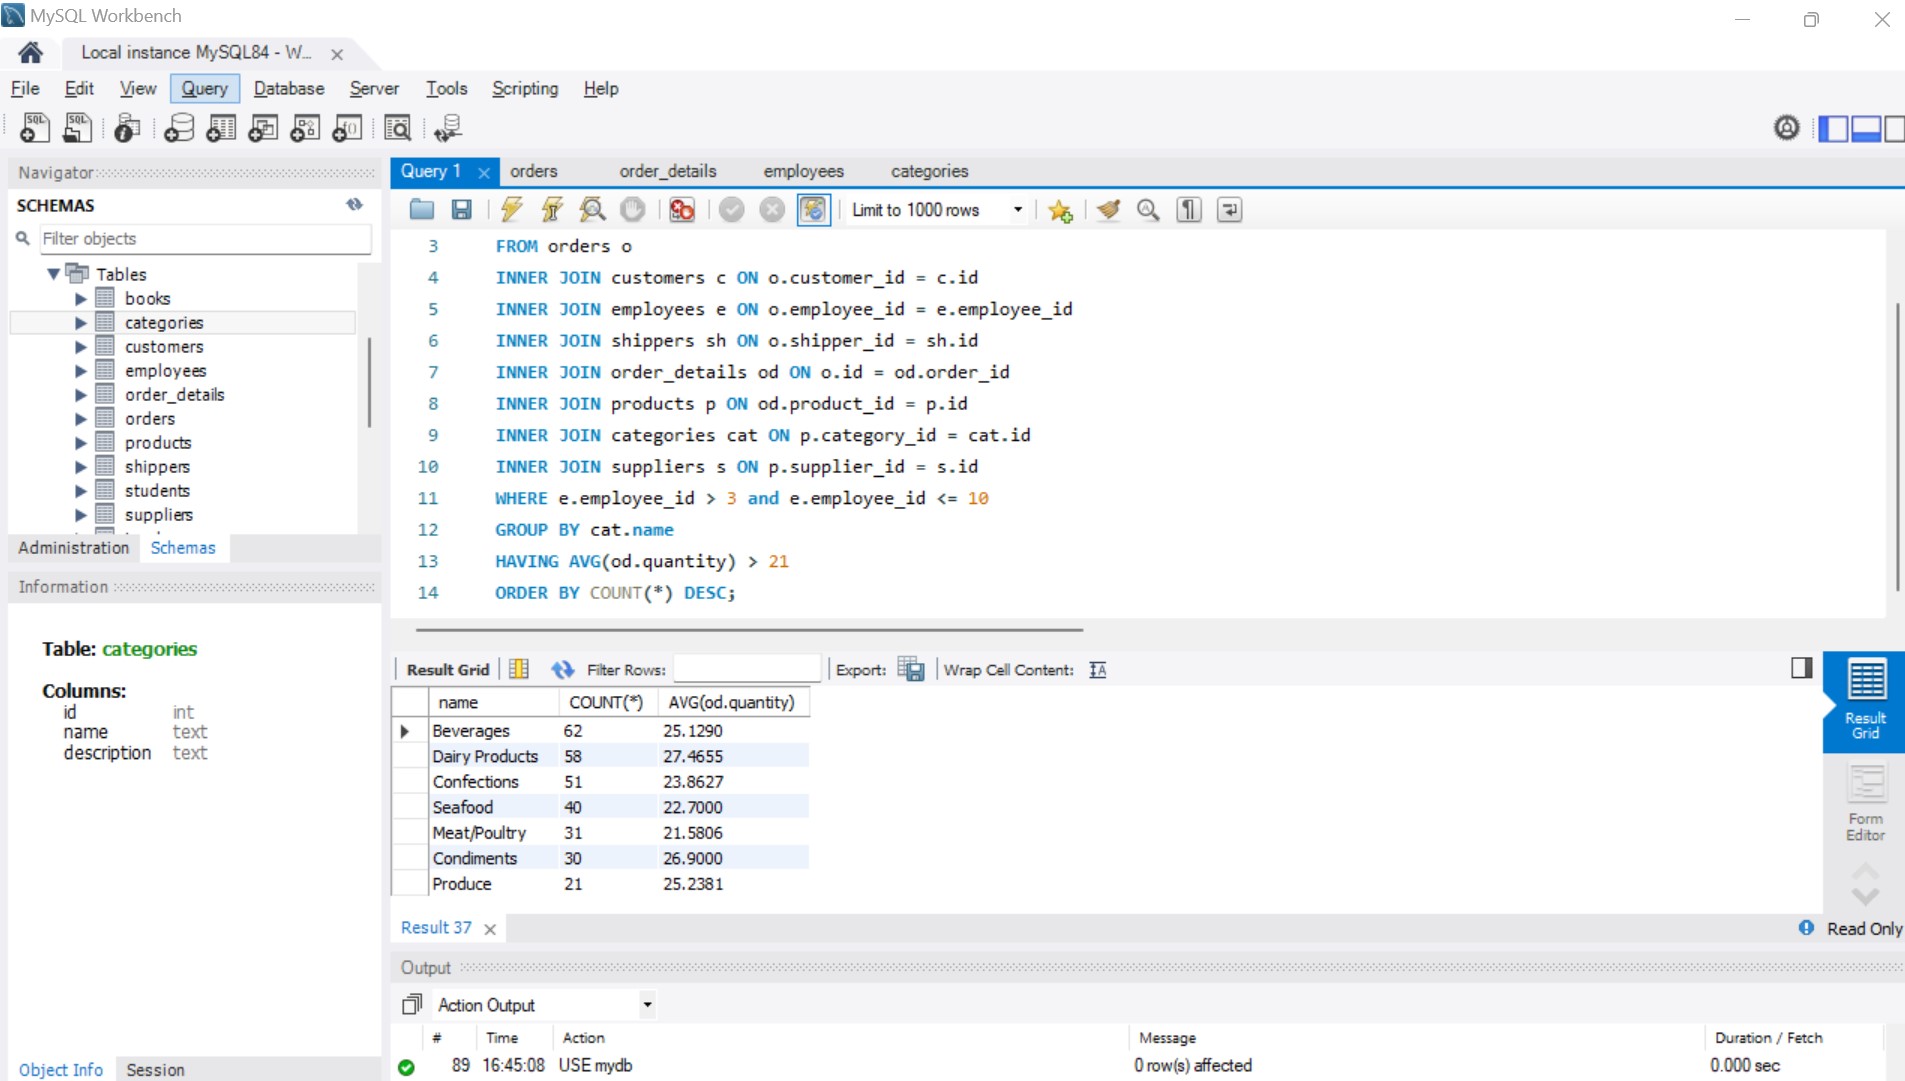 MySQL Workbench
Local instance MySQL84 - W...
File Edit View Query Database Server Tools Scripting Help
Navigator
SCHEMAS
Filter objects
Tables
books
categories
customers
employees
order_details
orders
products
shippers
students
suppliers
Administration Schemas
Information
Table: categories
Columns:
id int
name text
description text
Object Info Session
Query 1 orders order_details employees categories
Limit to 1000 rows
3 FROM orders o
4 INNER JOIN customers c ON o.customer_id = c.id
5 INNER JOIN employees e ON o.employee_id = e.employee_id
6 INNER JOIN shippers sh ON o.shipper_id = sh.id
7 INNER JOIN order_details od ON o.id = od.order_id
8 INNER JOIN products p ON od.product_id = p.id
9 INNER JOIN categories cat ON p.category_id = cat.id
10 INNER JOIN suppliers s ON p.supplier_id = s.id
11 WHERE e.employee_id > 3 and e.employee_id <= 10
12 GROUP BY cat.name
13 HAVING AVG(od.quantity) > 21
14 ORDER BY COUNT(*) DESC;
Result Grid Filter Rows: Export: Wrap Cell Content:
name COUNT(*) AVG(od.quantity)
Beverages 62 25.1290
Dairy Products 58 27.4655
Confections 51 23.8627
Seafood 40 22.7000
Meat/Poultry 31 21.5806
Condiments 30 26.9000
Produce 21 25.2381
Result
Grid
Form
Editor
Result 37
Read Only
Output
Action Output
# Time Action Message Duration / Fetch
89 16:45:08 USE mydb 0 row(s) affected 0.000 sec